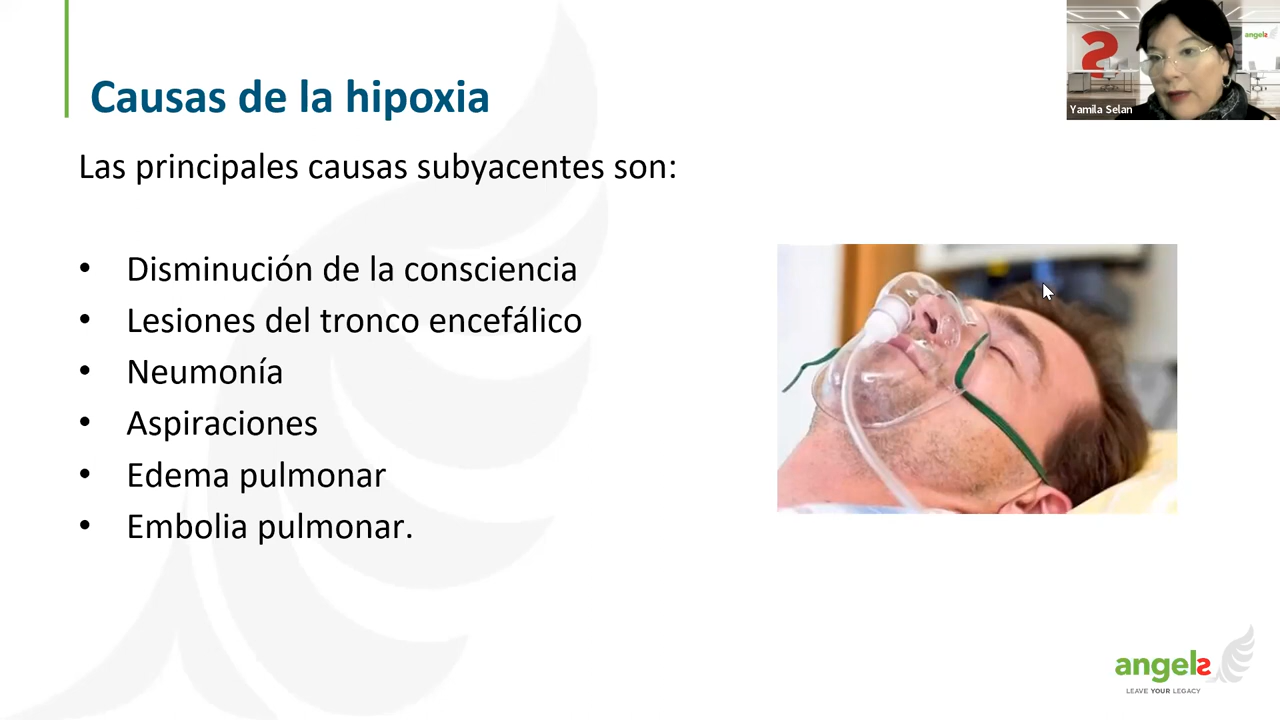 Causas de la hipoxia
Las principales causas subyacentes son:
• Disminución de la consciencia
• Lesiones del tronco encefálico
• Neumonía
• Aspiraciones
• Edema pulmonar
• Embolia pulmonar.
angels
Yamila Selan
angels
LEAVE YOUR LEGACY